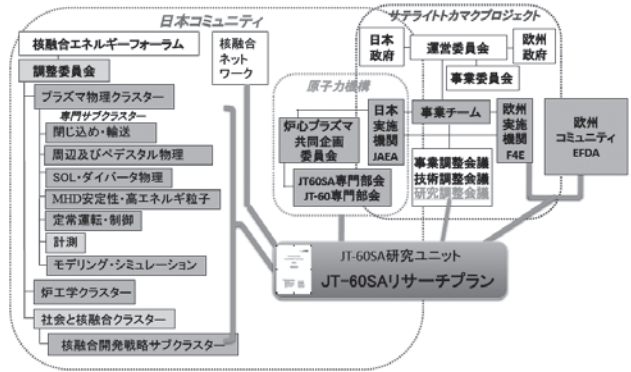 日本コミュニティ
サテライトトカマクプロジェクト
核融合エネルギーフォーラム
調整委員会
プラズマ物理クラスター
専門サブクラスター
閉じ込め・輸送
周辺及びペデスタル物理
SOL・ダイバータ物理
MHD安定性・高エネルギ粒子
定常運転・制御
計測
モデリング・シミュレーション
炉工学クラスター
社会と核融合クラスター
核融合開発戦略サブクラスター
核融合
ネット
ワーク
原子力機構
炉心プラズマ
共同企画
委員会
JT60SA専門部会
JT-60専門部会
日本
政府
運営委員会
欧州
政府
事業委員会
日本
実施
機関
JAEA
事業チーム
欧州
実施
機関
F4E
事業調整会議
技術調整会議
研究調整会議
欧州
コミュニティ
EFDA
JT-60SA研究ユニット
JT-60SAリサーチプラン